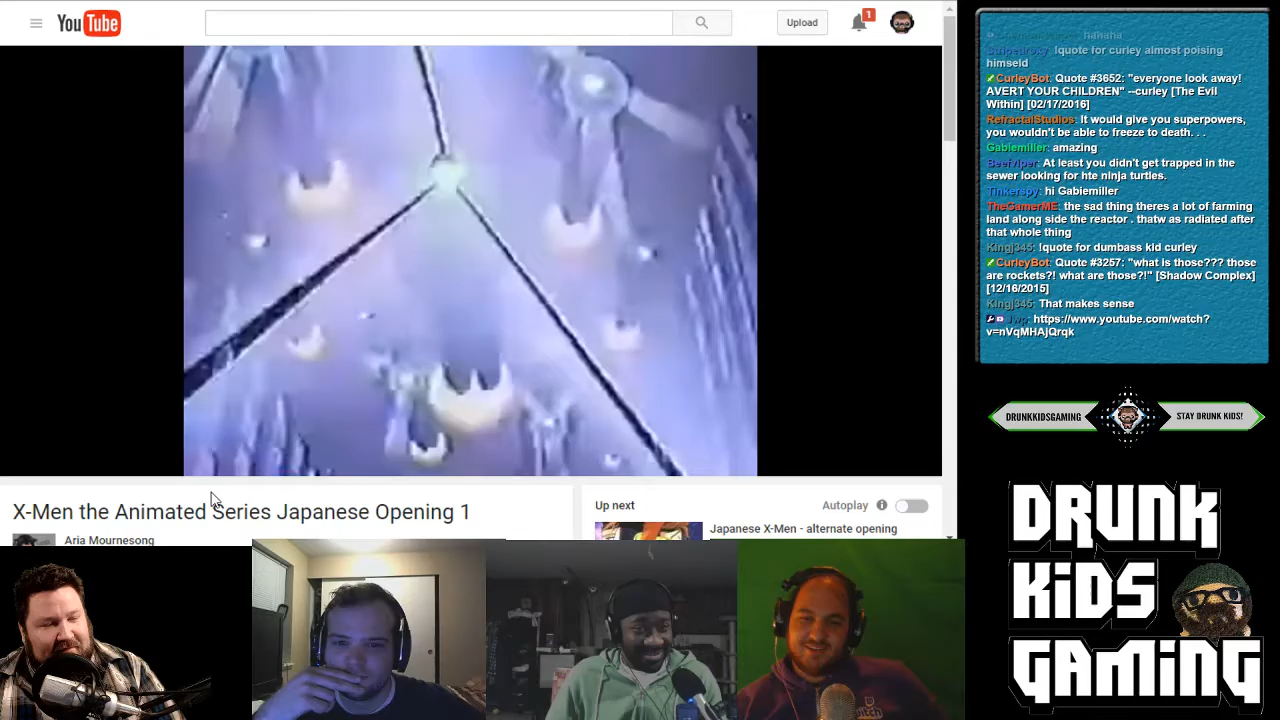 YouTube
Upload
1
hahaha
!quote for curley almost poising
himseld
CurleyBot: Quote #3652: "everyone look away!
AVERT YOUR CHILDREN" --curley [The Evil
Within] [02/17/2016]
RefractalStudios: It would give you superpowers,
you wouldn't be able to freeze to death. . .
Gabiemiller: amazing
BeefViper: At least you didn't get trapped in the
sewer looking for hte ninja turtles.
Tinkerspy: hi Gabiemiller
TheGamerME: the sad thing theres a lot of farming
land along side the reactor . thatw as radiated after
that whole thing
Kingj345: !quote for dumbass kid curley
CurleyBot: Quote #3257: "what is those??? those
are rockets?! what are those?!" [Shadow Complex]
[12/16/2015]
Kingj345: That makes sense
Jwo: https://www.youtube.com/watch?
v=nVqMHAjQrqk
DRUNKKIDSGAMING
STAY DRUNK KIDS!
X-Men the Animated Series Japanese Opening 1
Aria Mournesong
Up next
Autoplay
Japanese X-Men - alternate opening
DRUNK
KIDS
GAMING